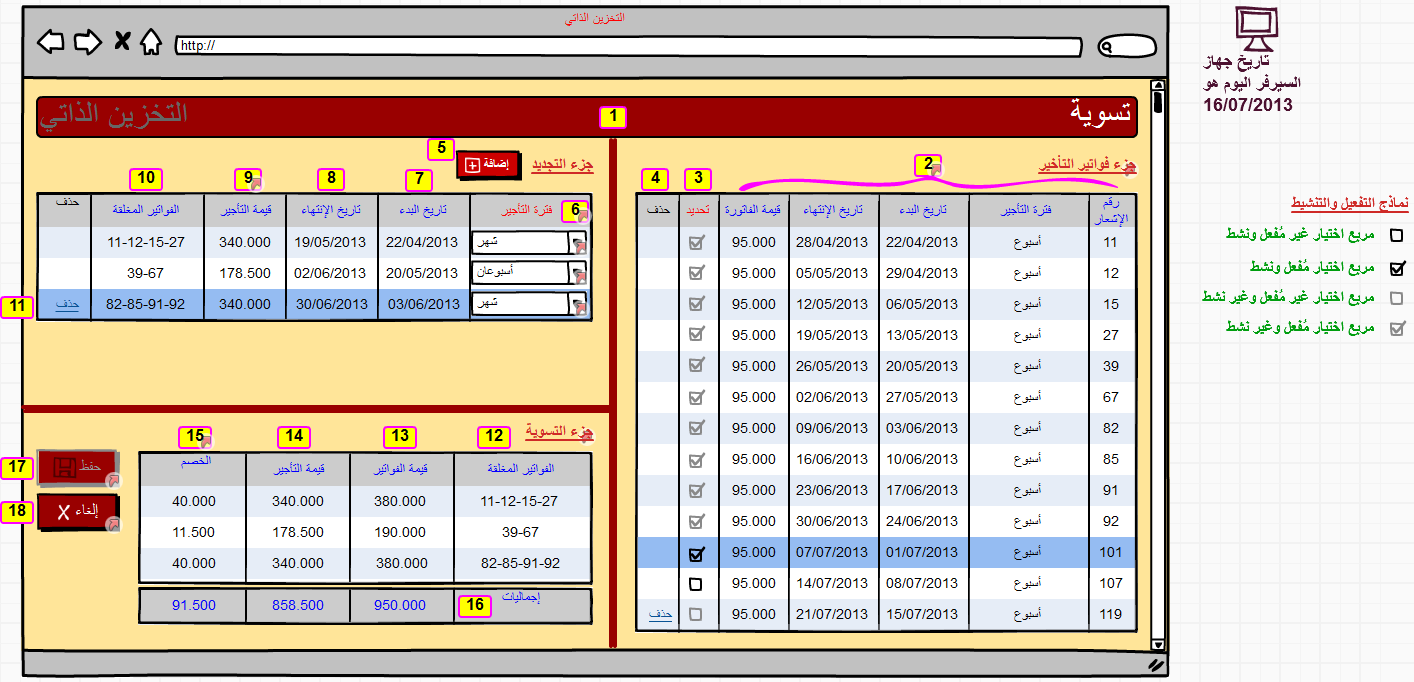 التخزين الذاتي
http://
تاريخ جهاز
السيرفر اليوم هو
16/07/2013
تسوية
التخزين الذاتي
1
جزء فواتير التأخير
2
3
4
رقم الإشعار فترة التأجير تاريخ البدء تاريخ الإنتهاء قيمة الفاتورة تحديد حذف
11 أسبوع 22/04/2013 28/04/2013 95.000
12 أسبوع 29/04/2013 05/05/2013 95.000
15 أسبوع 06/05/2013 12/05/2013 95.000
27 أسبوع 13/05/2013 19/05/2013 95.000
39 أسبوع 20/05/2013 26/05/2013 95.000
67 أسبوع 27/05/2013 02/06/2013 95.000
82 أسبوع 03/06/2013 09/06/2013 95.000
85 أسبوع 10/06/2013 16/06/2013 95.000
91 أسبوع 17/06/2013 23/06/2013 95.000
92 أسبوع 24/06/2013 30/06/2013 95.000
101 أسبوع 01/07/2013 07/07/2013 95.000
107 أسبوع 08/07/2013 14/07/2013 95.000
119 أسبوع 15/07/2013 21/07/2013 95.000 حذف
جزء التجديد
إضافة
5
6
7
8
9
10
فترة التأجير تاريخ البدء تاريخ الإنتهاء قيمة التأجير الفواتير المغلقة حذف
شهر 22/04/2013 19/05/2013 340.000 11-12-15-27
أسبوعان 20/05/2013 02/06/2013 178.500 39-67
شهر 03/06/2013 30/06/2013 340.000 82-85-91-92 حذف
11
جزء التسوية
12
13
14
15
الفواتير المغلقة قيمة الفواتير قيمة التأجير الخصم
11-12-15-27 380.000 340.000 40.000
39-67 190.000 178.500 11.500
82-85-91-92 380.000 340.000 40.000
إجماليات 16 950.000 858.500 91.500
حفظ
17
إلغاء
18
نماذج التفعيل والتنشيط
مربع اختيار غير مُفعل ونشط
مربع اختيار مُفعل ونشط
مربع اختيار غير مُفعل وغير نشط
مربع اختيار مُفعل وغير نشط